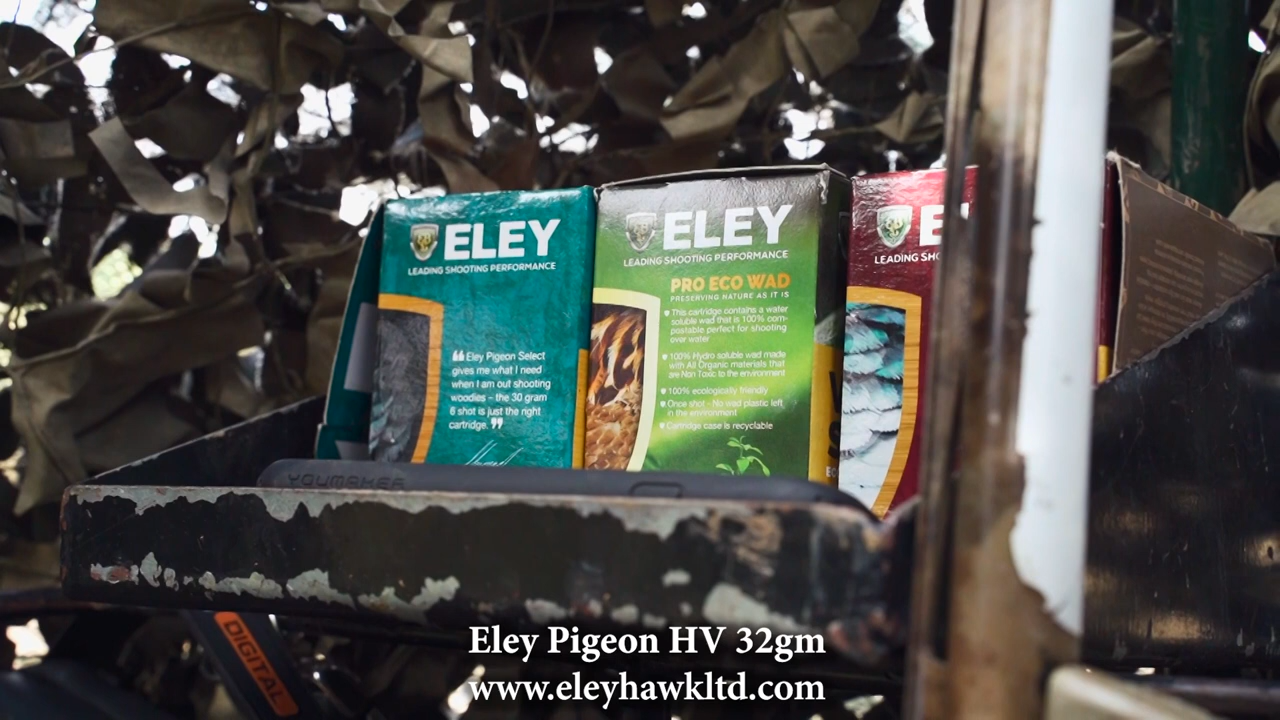 ELEY
LEADING SHOOTING PERFORMANCE
❝ Eley Pigeon Select
gives me what I need
when I am out shooting
woodies – the 30 gram
6 shot is just the right
cartridge. ❞
ELEY
LEADING SHOOTING PERFORMANCE
PRO ECO WAD
PRESERVING NATURE AS IT IS
This cartridge contains a water
soluble wad that is 100% com-
postable perfect for shooting
over water
100% Hydro soluble wad made
with All Organic materials that
are Non Toxic to the environment
100% ecologically friendly
Once shot - No wad plastic left
in the environment
Cartridge case is recyclable
LEADING
DIGITAL
Eley Pigeon HV 32gm
www.eleyhawkltd.com